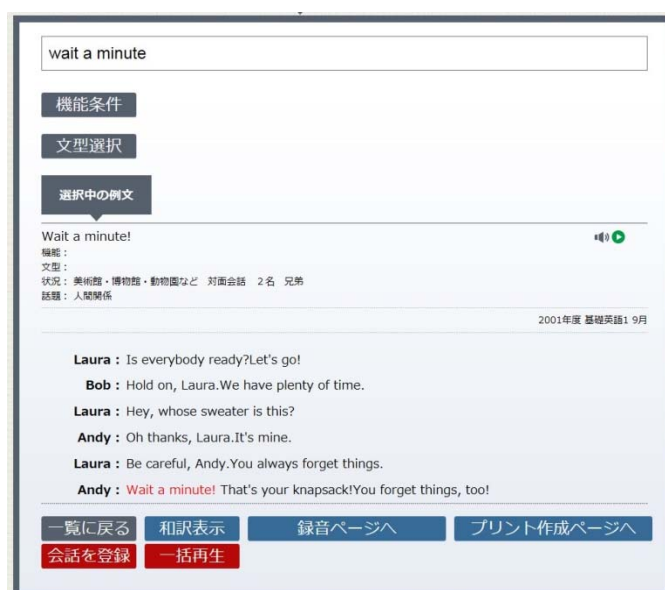 wait a minute
機能条件
文型選択
選択中の例文
Wait a minute!
機能：
文型：
状況： 美術館・博物館・動物園など 対面会話 2名 兄弟
話題： 人間関係
2001年度 基礎英語1 9月
Laura : Is everybody ready?Let's go!
Bob : Hold on, Laura.We have plenty of time.
Laura : Hey, whose sweater is this?
Andy : Oh thanks, Laura.It's mine.
Laura : Be careful, Andy.You always forget things.
Andy : Wait a minute! That's your knapsack!You forget things, too!
一覧に戻る 和訳表示 録音ページへ プリント作成ページへ
会話を登録 一括再生